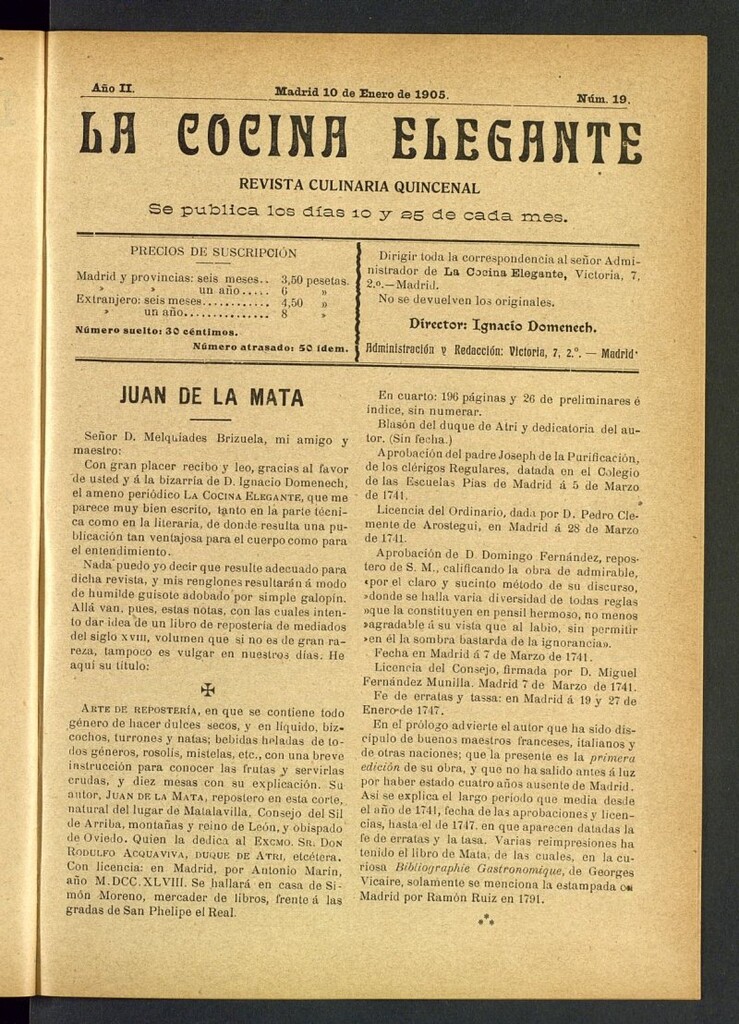 Año II.
Madrid 10 de Enero de 1905.
Núm. 19.
LA COCINA ELEGANTE
REVISTA CULINARIA QUINCENAL
Se publica los días 10 y 25 de cada mes.
PRECIOS DE SUSCRIPCIÓN
Madrid y provincias: seis meses.. 3,50 pesetas.
» » un año..... 6 »
Extranjero: seis meses............ 4,50 »
» un año............... 8 »
Número suelto: 30 céntimos.
Número atrasado: 50 ídem.
Dirigir toda la correspondencia al señor Admi-
nistrador de La Cocina Elegante, Victoria, 7,
2.º.—Madrid.
No se devuelven los originales.
Director: Ignacio Domenech.
Administración y Redacción: Victoria, 7, 2.º. — Madrid
JUAN DE LA MATA
Señor D. Melquiades Brizuela, mi amigo y
maestro:
Con gran placer recibo y leo, gracias al favor
de usted y á la bizarría de D. Ignacio Domenech,
el ameno periódico LA COCINA ELEGANTE, que me
parece muy bien escrito, tanto en la parte técni-
ca como en la literaria, de donde resulta una pu-
blicación tan ventajosa para el cuerpo como para
el entendimiento.
Nada puedo yo decir que resulte adecuado para
dicha revista, y mis renglones resultarán á modo
de humilde guisote adobado por simple galopín.
Allá van, pues, estas notas, con las cuales inten-
to dar idea de un libro de repostería de mediados
del siglo XVIII, volumen que si no es de gran ra-
reza, tampoco es vulgar en nuestros días. He
aquí su título:
✠
ARTE DE REPOSTERÍA, en que se contiene todo
género de hacer dulces secos, y en líquido, biz-
cochos, turrones y natas; bebidas heladas de to-
dos géneros, rosolis, mistelas, etc., con una breve
instrucción para conocer las frutas y servirlas
crudas, y diez mesas con su explicación. Su
autor, JUAN DE LA MATA, repostero en esta corte,
natural del lugar de Matalavilla, Consejo del Sil
de Arriba, montañas y reino de León, y obispado
de Oviedo. Quien la dedica al EXCMO. SR. DON
RODULFO ACQUAVIVA, DUQUE DE ATRI, etcétera.
Con licencia: en Madrid, por Antonio Marin,
año M.DCC.XLVIII. Se hallará en casa de Si-
món Moreno, mercader de libros, frente á las
gradas de San Phelipe el Real.
En cuarto: 196 páginas y 26 de preliminares é
índice, sin numerar.
Blasón del duque de Atri y dedicatoria del au-
tor. (Sin fecha.)
Aprobación del padre Joseph de la Purificación,
de los clérigos Regulares, datada en el Colegio
de las Escuelas Pias de Madrid á 5 de Marzo
de 1741.
Licencia del Ordinario, dada por D. Pedro Cle-
mente de Arostegui, en Madrid á 28 de Marzo
de 1741.
Aprobación de D. Domingo Fernández, repos-
tero de S. M., calificando la obra de admirable,
«por el claro y sucinto método de su discurso,
»donde se halla varia diversidad de todas reglas
»que la constituyen en pensil hermoso, no menos
»agradable á su vista que al labio, sin permitir
»en él la sombra bastarda de la ignorancia».
Fecha en Madrid á 7 de Marzo de 1741.
Licencia del Consejo, firmada por D. Miguel
Fernández Munilla. Madrid 7 de Marzo de 1741.
Fe de erratas y tassa: en Madrid á 19 y 27 de
Enero de 1747.
En el prólogo advierte el autor que ha sido dis-
cípulo de buenos maestros franceses, italianos y
de otras naciones; que la presente es la primera
edición de su obra, y que no ha salido antes á luz
por haber estado cuatro años ausente de Madrid.
Así se explica el largo período que media desde
el año de 1741, fecha de las aprobaciones y licen-
cias, hasta el de 1747, en que aparecen datadas la
fe de erratas y la tasa. Varias reimpresiones ha
tenido el libro de Mata, de las cuales, en la cu-
riosa Bibliographie Gastronomique, de Georges
Vicaire, solamente se menciona la estampada en
Madrid por Ramón Ruiz en 1791.
⁂